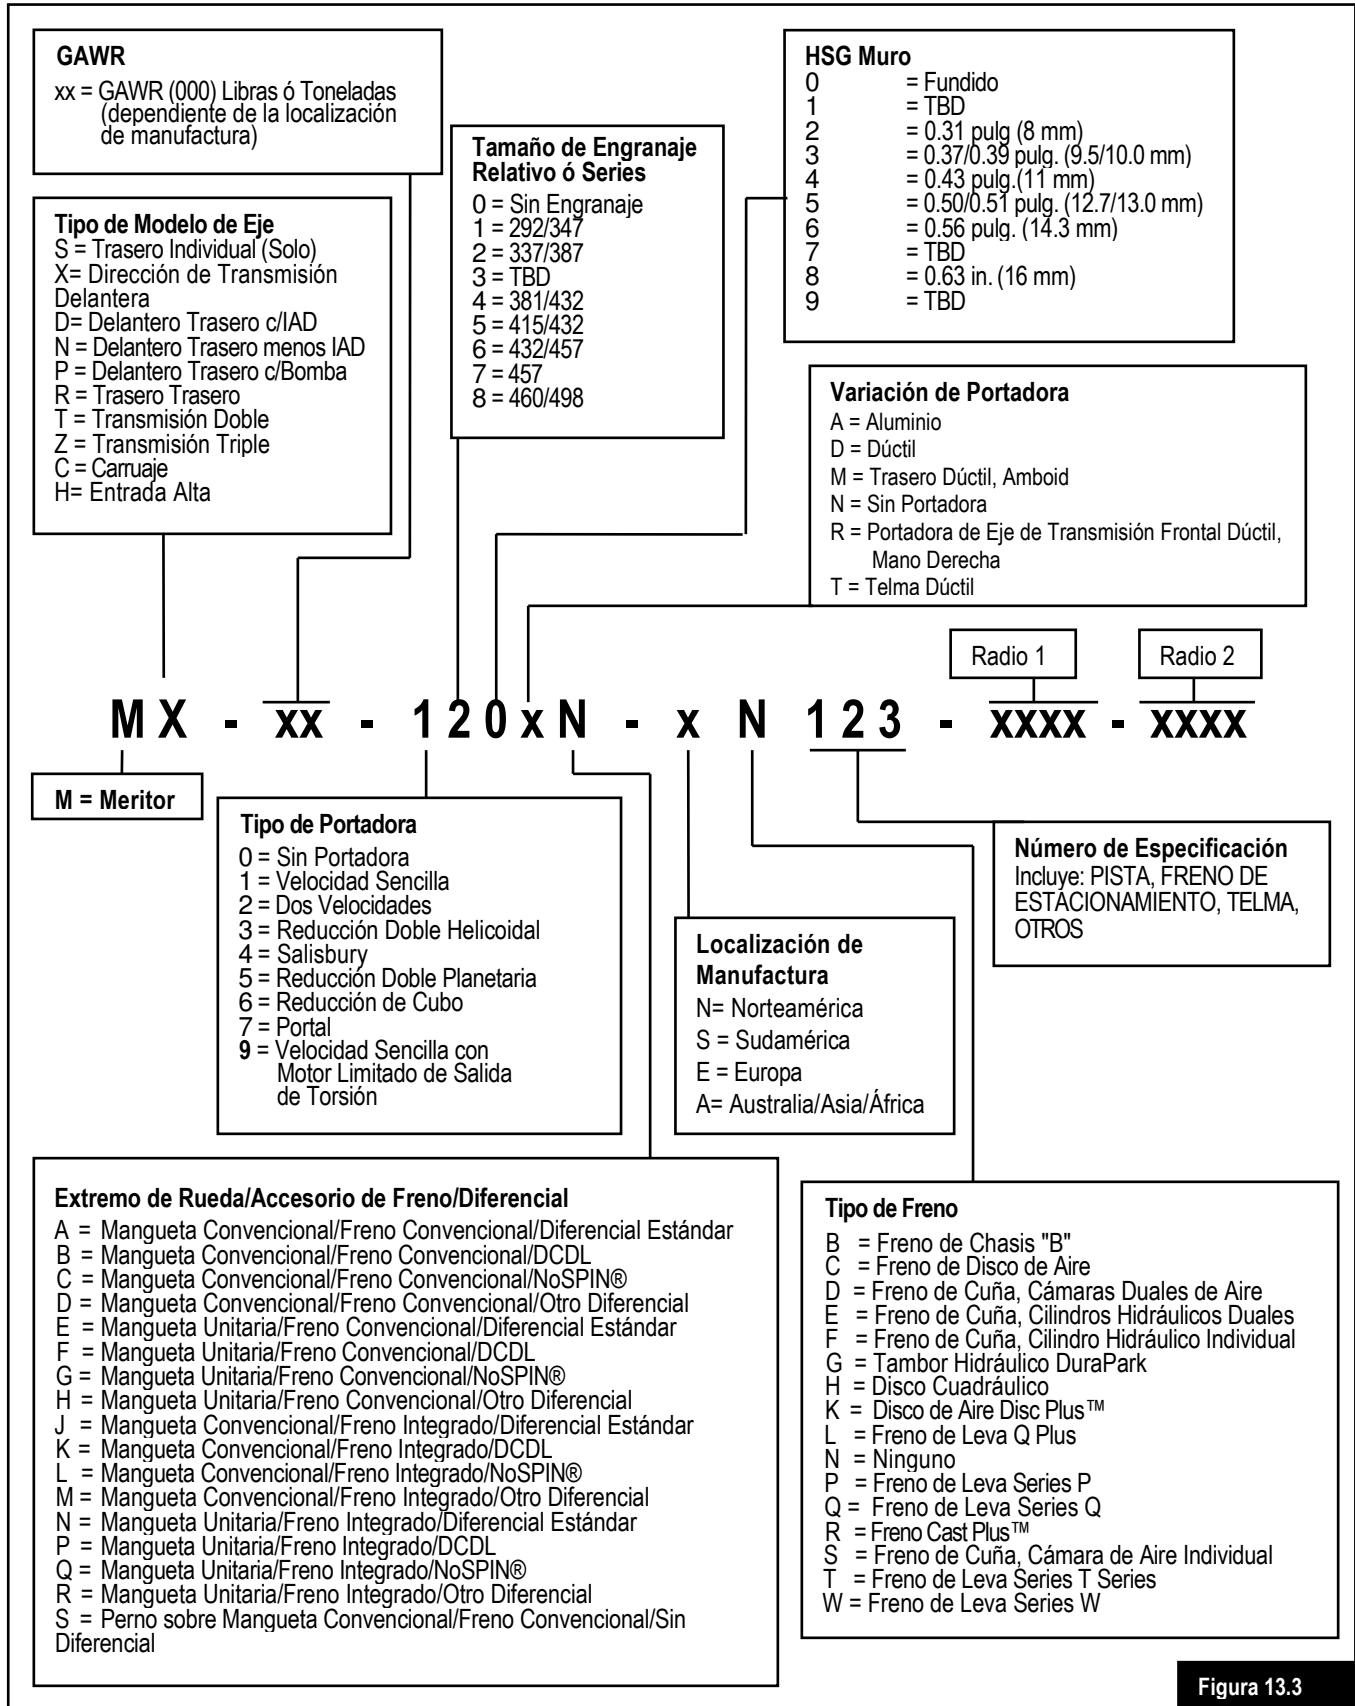 GAWR
xx = GAWR (000) Libras ó Toneladas
(dependiente de la localización
de manufactura)
Tipo de Modelo de Eje
S = Trasero Individual (Solo)
X= Dirección de Transmisión
Delantera
D= Delantero Trasero c/IAD
N = Delantero Trasero menos IAD
P = Delantero Trasero c/Bomba
R = Trasero Trasero
T = Transmisión Doble
Z = Transmisión Triple
C = Carruaje
H= Entrada Alta
Tamaño de Engranaje
Relativo ó Series
0 = Sin Engranaje
1 = 292/347
2 = 337/387
3 = TBD
4 = 381/432
5 = 415/432
6 = 432/457
7 = 457
8 = 460/498
HSG Muro
0 = Fundido
1 = TBD
2 = 0.31 pulg (8 mm)
3 = 0.37/0.39 pulg. (9.5/10.0 mm)
4 = 0.43 pulg.(11 mm)
5 = 0.50/0.51 pulg. (12.7/13.0 mm)
6 = 0.56 pulg. (14.3 mm)
7 = TBD
8 = 0.63 in. (16 mm)
9 = TBD
Variación de Portadora
A = Aluminio
D = Dúctil
M = Trasero Dúctil, Amboid
N = Sin Portadora
R = Portadora de Eje de Transmisión Frontal Dúctil,
Mano Derecha
T = Telma Dúctil
Radio 1
Radio 2
M X - xx - 1 2 0 x N - x N 1 2 3 - xxxx - xxxx
M = Meritor
Tipo de Portadora
0 = Sin Portadora
1 = Velocidad Sencilla
2 = Dos Velocidades
3 = Reducción Doble Helicoidal
4 = Salisbury
5 = Reducción Doble Planetaria
6 = Reducción de Cubo
7 = Portal
9 = Velocidad Sencilla con
Motor Limitado de Salida
de Torsión
Localización de
Manufactura
N= Norteamérica
S = Sudamérica
E = Europa
A= Australia/Asia/África
Número de Especificación
Incluye: PISTA, FRENO DE
ESTACIONAMIENTO, TELMA,
OTROS
Extremo de Rueda/Accesorio de Freno/Diferencial
A = Mangueta Convencional/Freno Convencional/Diferencial Estándar
B = Mangueta Convencional/Freno Convencional/DCDL
C = Mangueta Convencional/Freno Convencional/NoSPIN®
D = Mangueta Convencional/Freno Convencional/Otro Diferencial
E = Mangueta Unitaria/Freno Convencional/Diferencial Estándar
F = Mangueta Unitaria/Freno Convencional/DCDL
G = Mangueta Unitaria/Freno Convencional/NoSPIN®
H = Mangueta Unitaria/Freno Convencional/Otro Diferencial
J = Mangueta Convencional/Freno Integrado/Diferencial Estándar
K = Mangueta Convencional/Freno Integrado/DCDL
L = Mangueta Convencional/Freno Integrado/NoSPIN®
M = Mangueta Convencional/Freno Integrado/Otro Diferencial
N = Mangueta Unitaria/Freno Integrado/Diferencial Estándar
P = Mangueta Unitaria/Freno Integrado/DCDL
Q = Mangueta Unitaria/Freno Integrado/NoSPIN®
R = Mangueta Unitaria/Freno Integrado/Otro Diferencial
S = Perno sobre Mangueta Convencional/Freno Convencional/Sin
Diferencial
Tipo de Freno
B = Freno de Chasis "B"
C = Freno de Disco de Aire
D = Freno de Cuña, Cámaras Duales de Aire
E = Freno de Cuña, Cilindros Hidráulicos Duales
F = Freno de Cuña, Cilindro Hidráulico Individual
G = Tambor Hidráulico DuraPark
H = Disco Cuadráulico
K = Disco de Aire Disc Plus™
L = Freno de Leva Q Plus
N = Ninguno
P = Freno de Leva Series P
Q = Freno de Leva Series Q
R = Freno Cast Plus™
S = Freno de Cuña, Cámara de Aire Individual
T = Freno de Leva Series T Series
W = Freno de Leva Series W
Figura 13.3